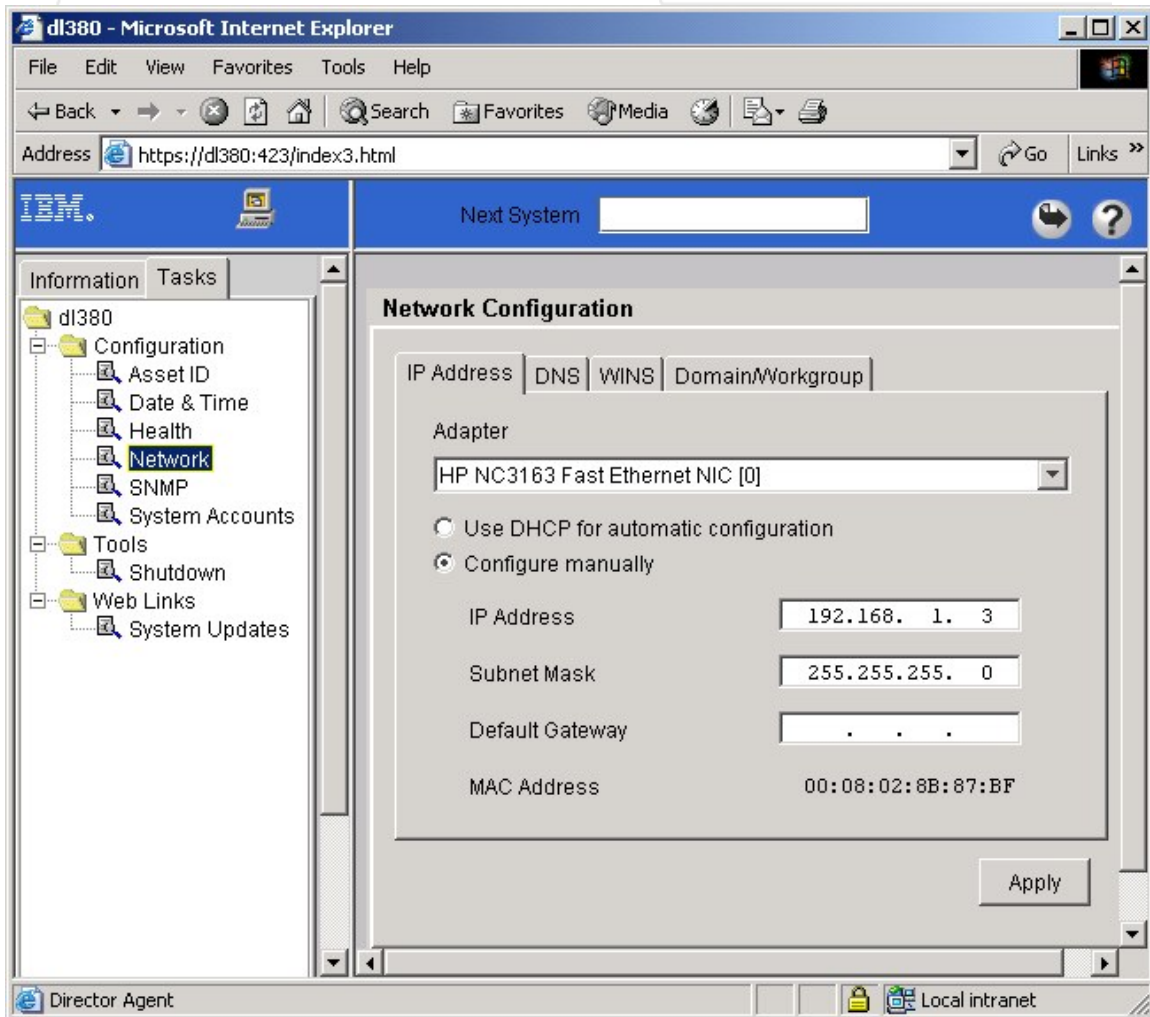 dl380 - Microsoft Internet Explorer
File Edit View Favorites Tools Help
Back Search Favorites Media
Address https://dl380:423/index3.html Go Links »
IBM.
Next System
?
Information Tasks
dl380
Configuration
Asset ID
Date & Time
Health
Network
SNMP
System Accounts
Tools
Shutdown
Web Links
System Updates
Network Configuration
IP Address DNS WINS Domain/Workgroup
Adapter
HP NC3163 Fast Ethernet NIC [0]
Use DHCP for automatic configuration
Configure manually
IP Address 192.168. 1. 3
Subnet Mask 255.255.255. 0
Default Gateway . . .
MAC Address 00:08:02:8B:87:BF
Apply
Director Agent Local intranet